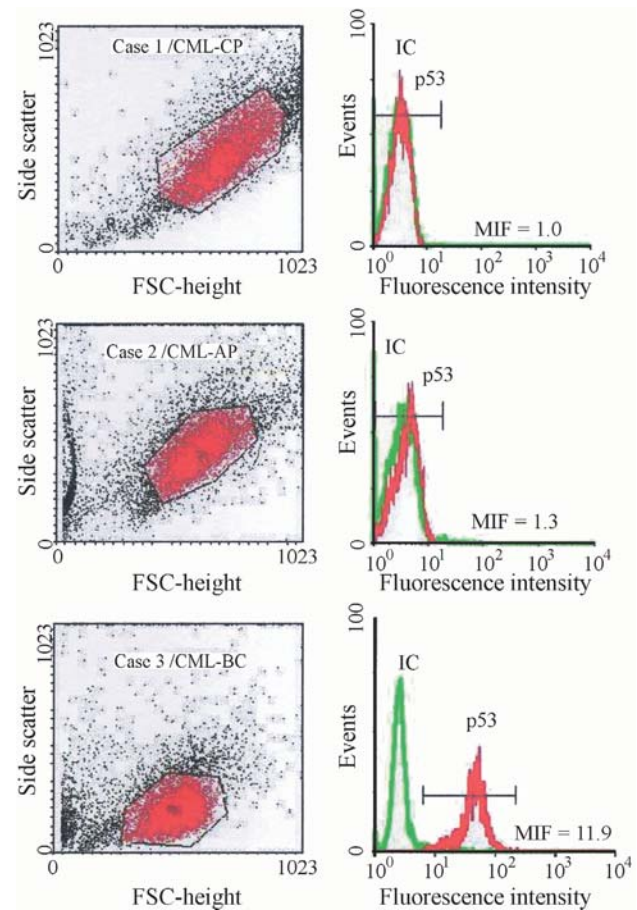 1023
Side scatter
0
Case 1 /CML-CP
0
1023
FSC-height
100
Events
0
IC
p53
MIF = 1.0
10⁰ 10¹ 10² 10³ 10⁴
Fluorescence intensity
1023
Side scatter
0
Case 2 /CML-AP
0
1023
FSC-height
100
Events
0
IC
p53
MIF = 1.3
10⁰ 10¹ 10² 10³ 10⁴
Fluorescence intensity
1023
Side scatter
0
Case 3 /CML-BC
0
1023
FSC-height
100
Events
0
IC
p53
MIF = 11.9
10⁰ 10¹ 10² 10³ 10⁴
Fluorescence intensity